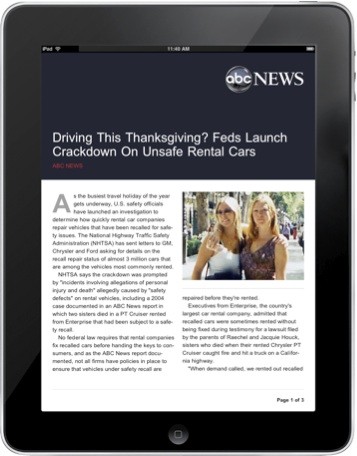 iPad
11:40 AM
abc NEWS
Driving This Thanksgiving? Feds Launch
Crackdown On Unsafe Rental Cars
ABC NEWS
As the busiest travel holiday of the year
gets underway, U.S. safety officials
have launched an investigation to
determine how quickly rental car companies
repair vehicles that have been recalled for safe-
ty issues. The National Highway Traffic Safety
Administration (NHTSA) has sent letters to GM,
Chrysler and Ford asking for details on the
recall repair status of almost 3 million cars that
are among the vehicles most commonly rented.
NHTSA says the crackdown was prompted
by "incidents involving allegations of personal
injury and death" allegedly caused by "safety
defects" on rental vehicles, including a 2004
case documented in an ABC News report in
which two sisters died in a PT Cruiser rented
from Enterprise that had been subject to a safe-
ty recall.
No federal law requires that rental companies
fix recalled cars before handing the keys to con-
sumers, and as the ABC News report docu-
mented, not all firms have policies in place to
ensure that vehicles under safety recall are
repaired before they're rented.
Executives from Enterprise, the country's
largest car rental company, admitted that
recalled cars were sometimes rented without
being fixed during testimony for a lawsuit filed
by the parents of Raechel and Jacquie Houck,
sisters who died when their rented Chrysler PT
Cruiser caught fire and hit a truck on a Califor-
nia highway.
"When demand called, we rented out recalled
Page 1 of 3